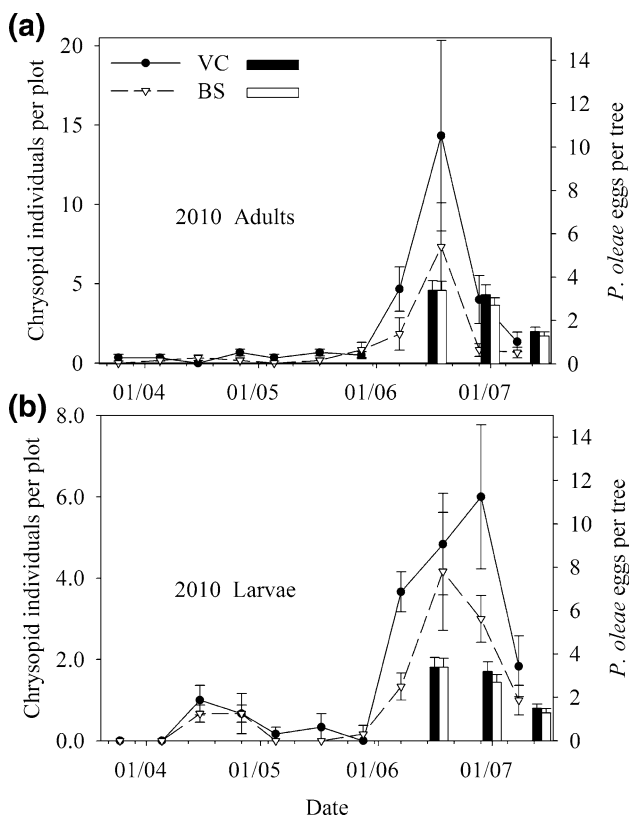 (a)
20
15
10
5
0
Chrysopid individuals per plot
VC
BS
2010 Adults
14
12
10
8
6
4
2
0
P. oleae eggs per tree
01/04 01/05 01/06 01/07
(b)
8.0
6.0
4.0
2.0
0.0
Chrysopid individuals per plot
2010 Larvae
14
12
10
8
6
4
2
0
P. oleae eggs per tree
01/04 01/05 01/06 01/07
Date